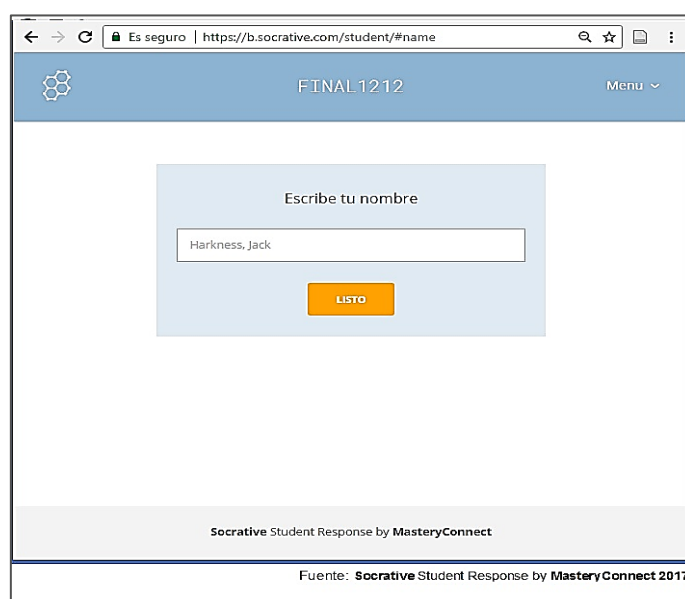 Es seguro | https://b.socrative.com/student/#name
FINAL1212
Menu
Escribe tu nombre
Harkness, Jack
LISTO
Socrative Student Response by MasteryConnect
Fuente: Socrative Student Response by MasteryConnect 2017